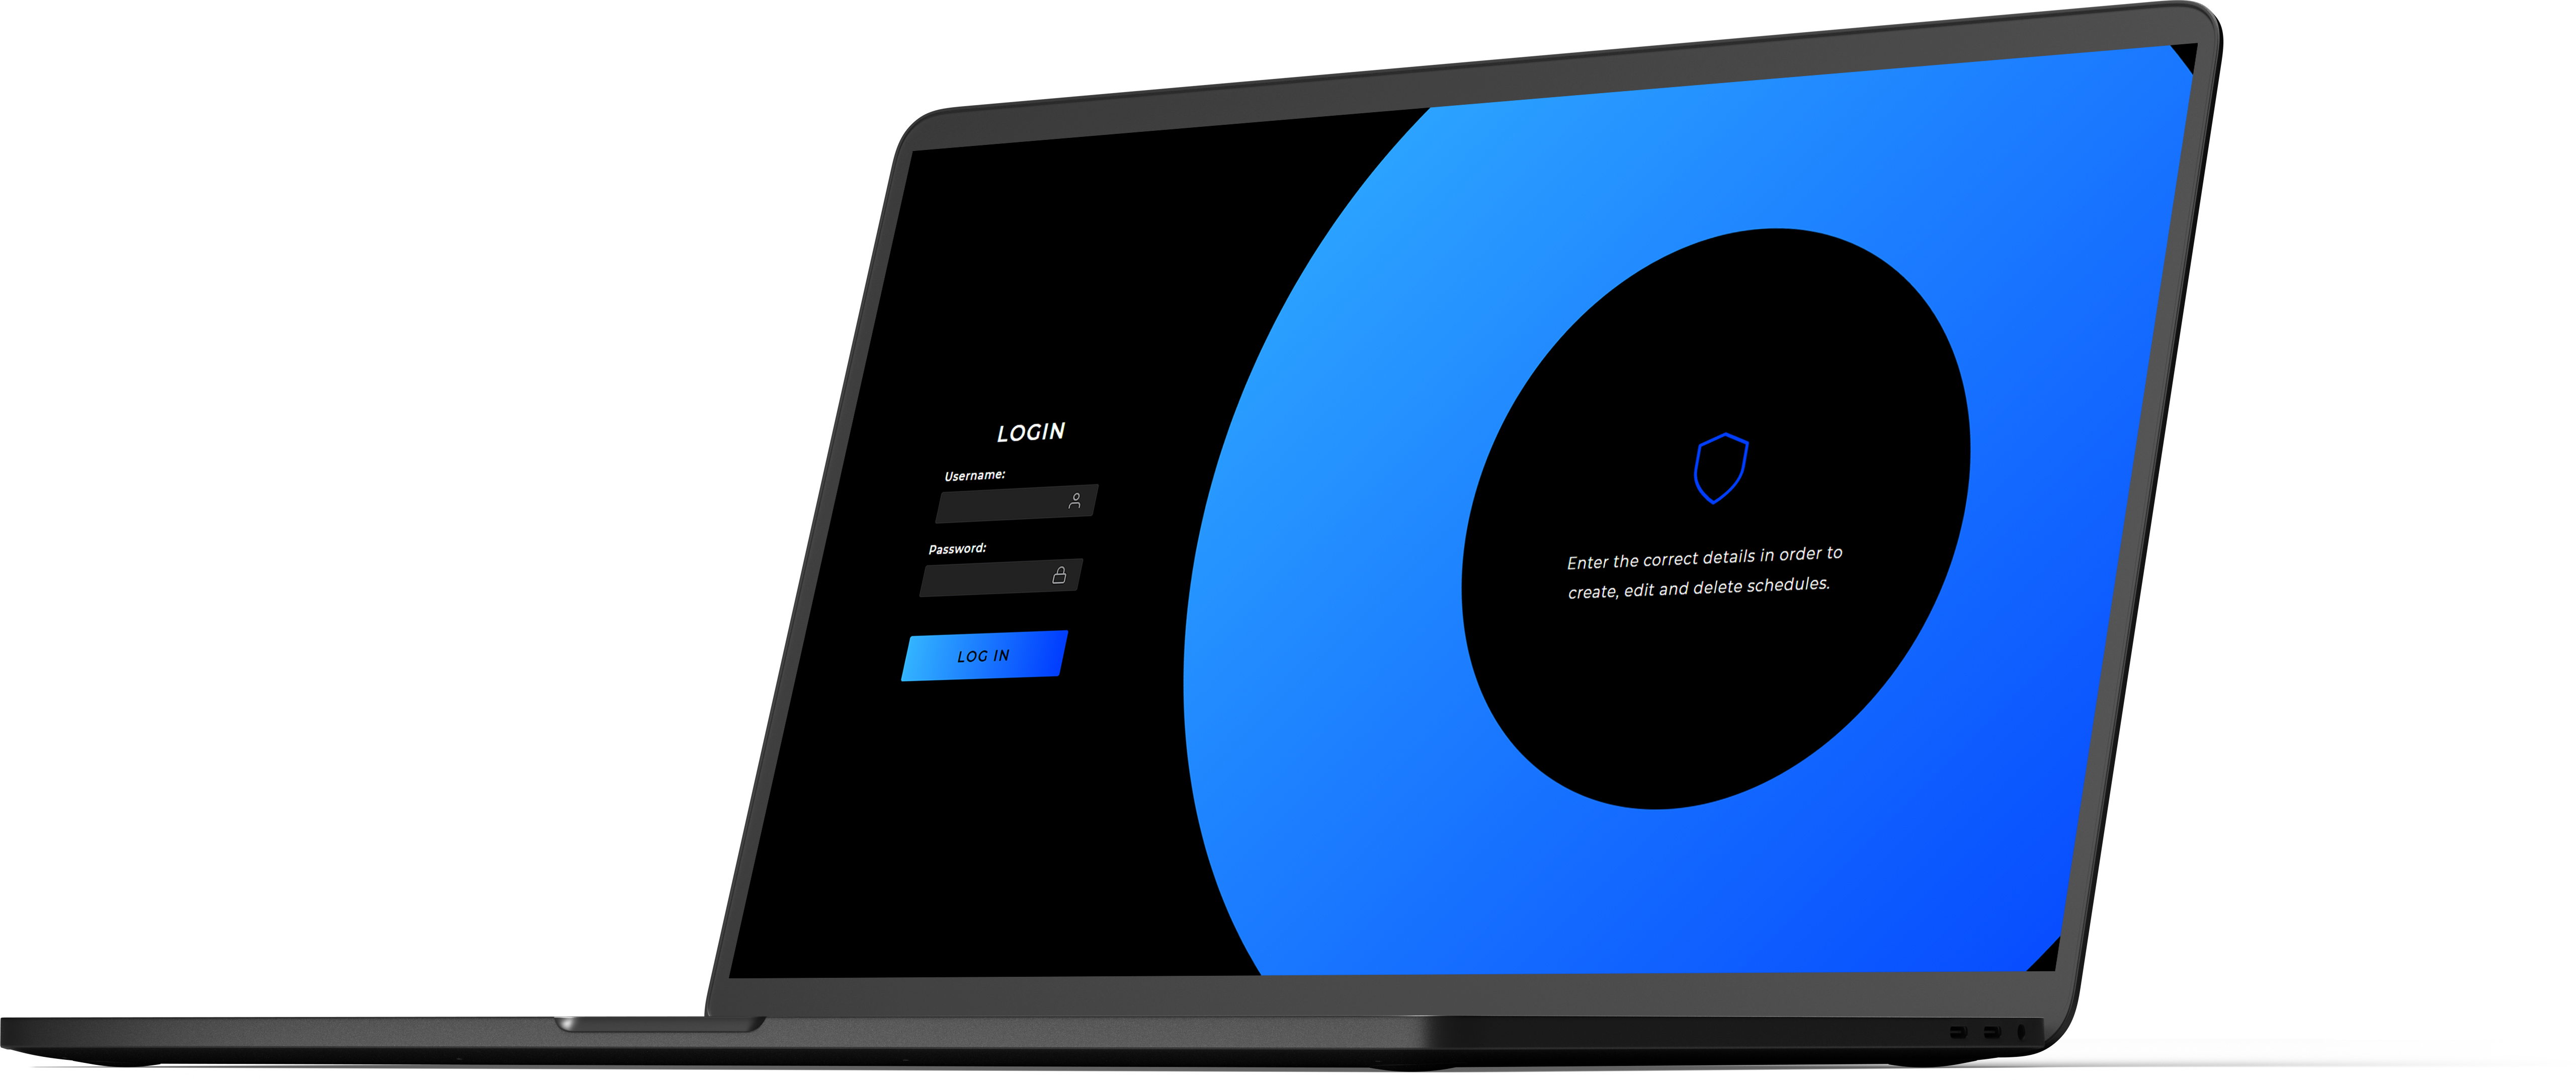 LOGIN
Username:
Password:
LOG IN
Enter the correct details in order to
create, edit and delete schedules.